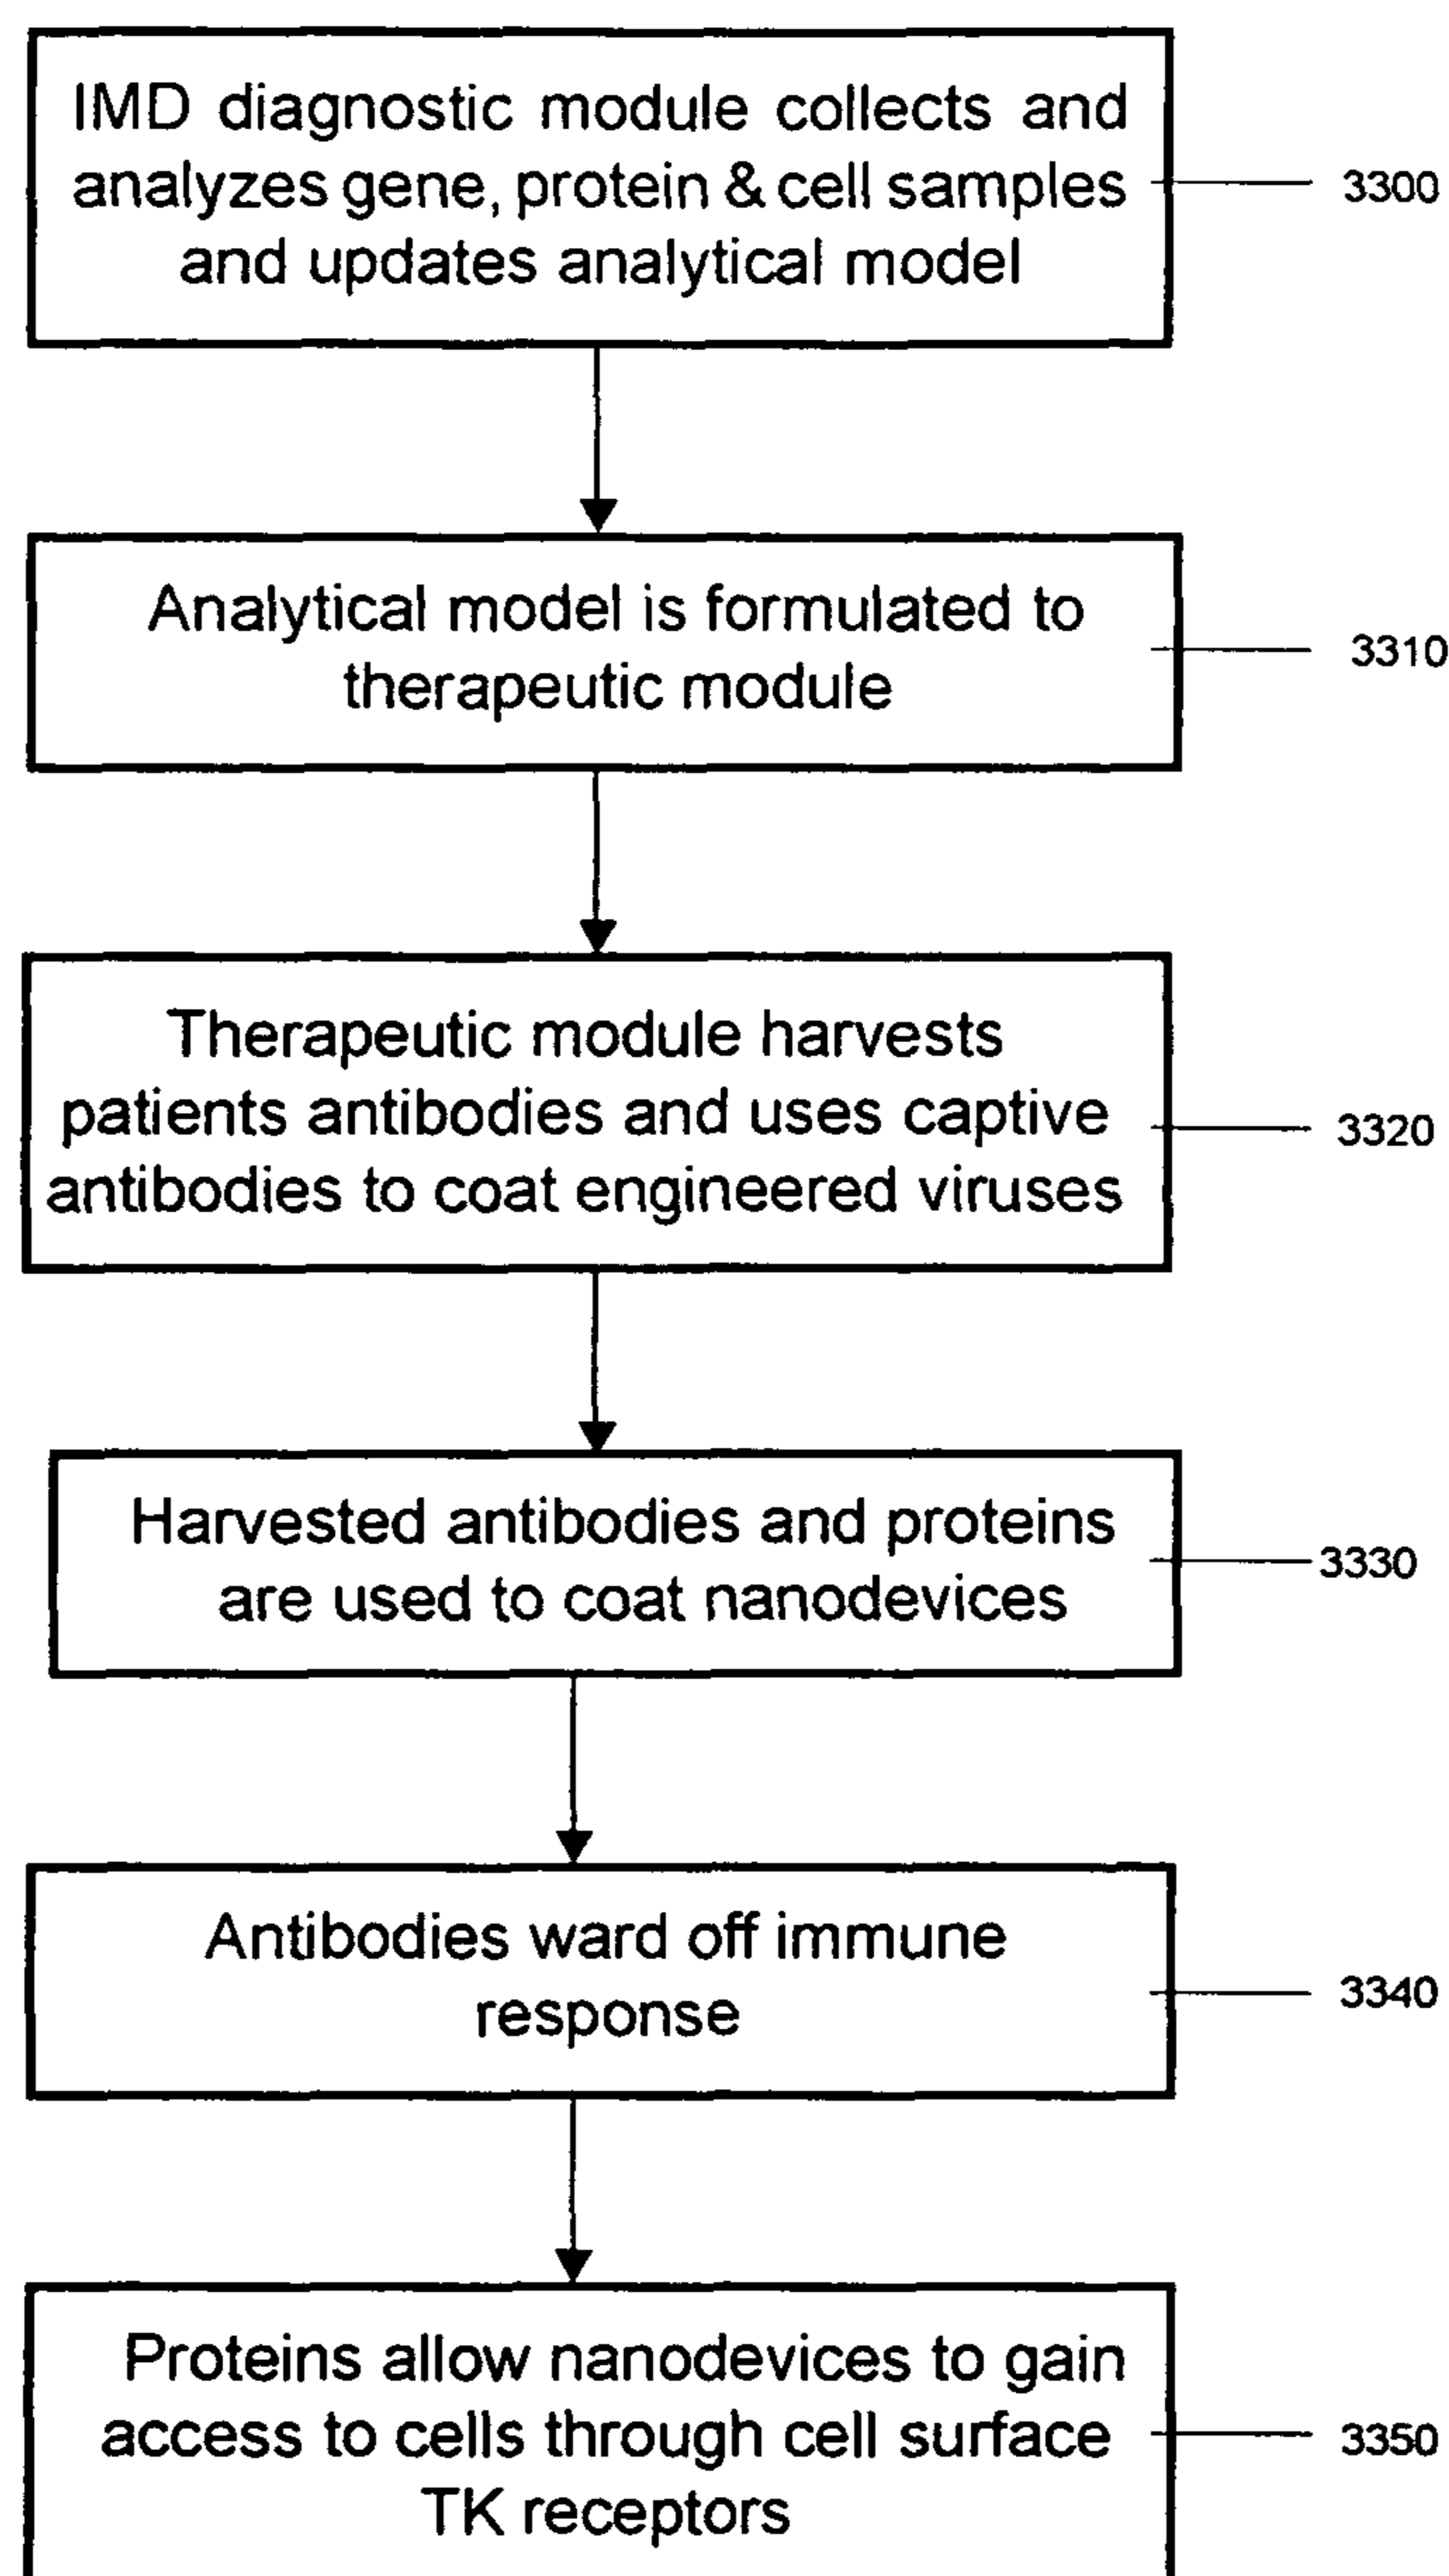 IMD diagnostic module collects and
analyzes gene, protein & cell samples
and updates analytical model
3300
Analytical model is formulated to
therapeutic module
3310
Therapeutic module harvests
patients antibodies and uses captive
antibodies to coat engineered viruses
3320
Harvested antibodies and proteins
are used to coat nanodevices
3330
Antibodies ward off immune
response
3340
Proteins allow nanodevices to gain
access to cells through cell surface
TK receptors
3350